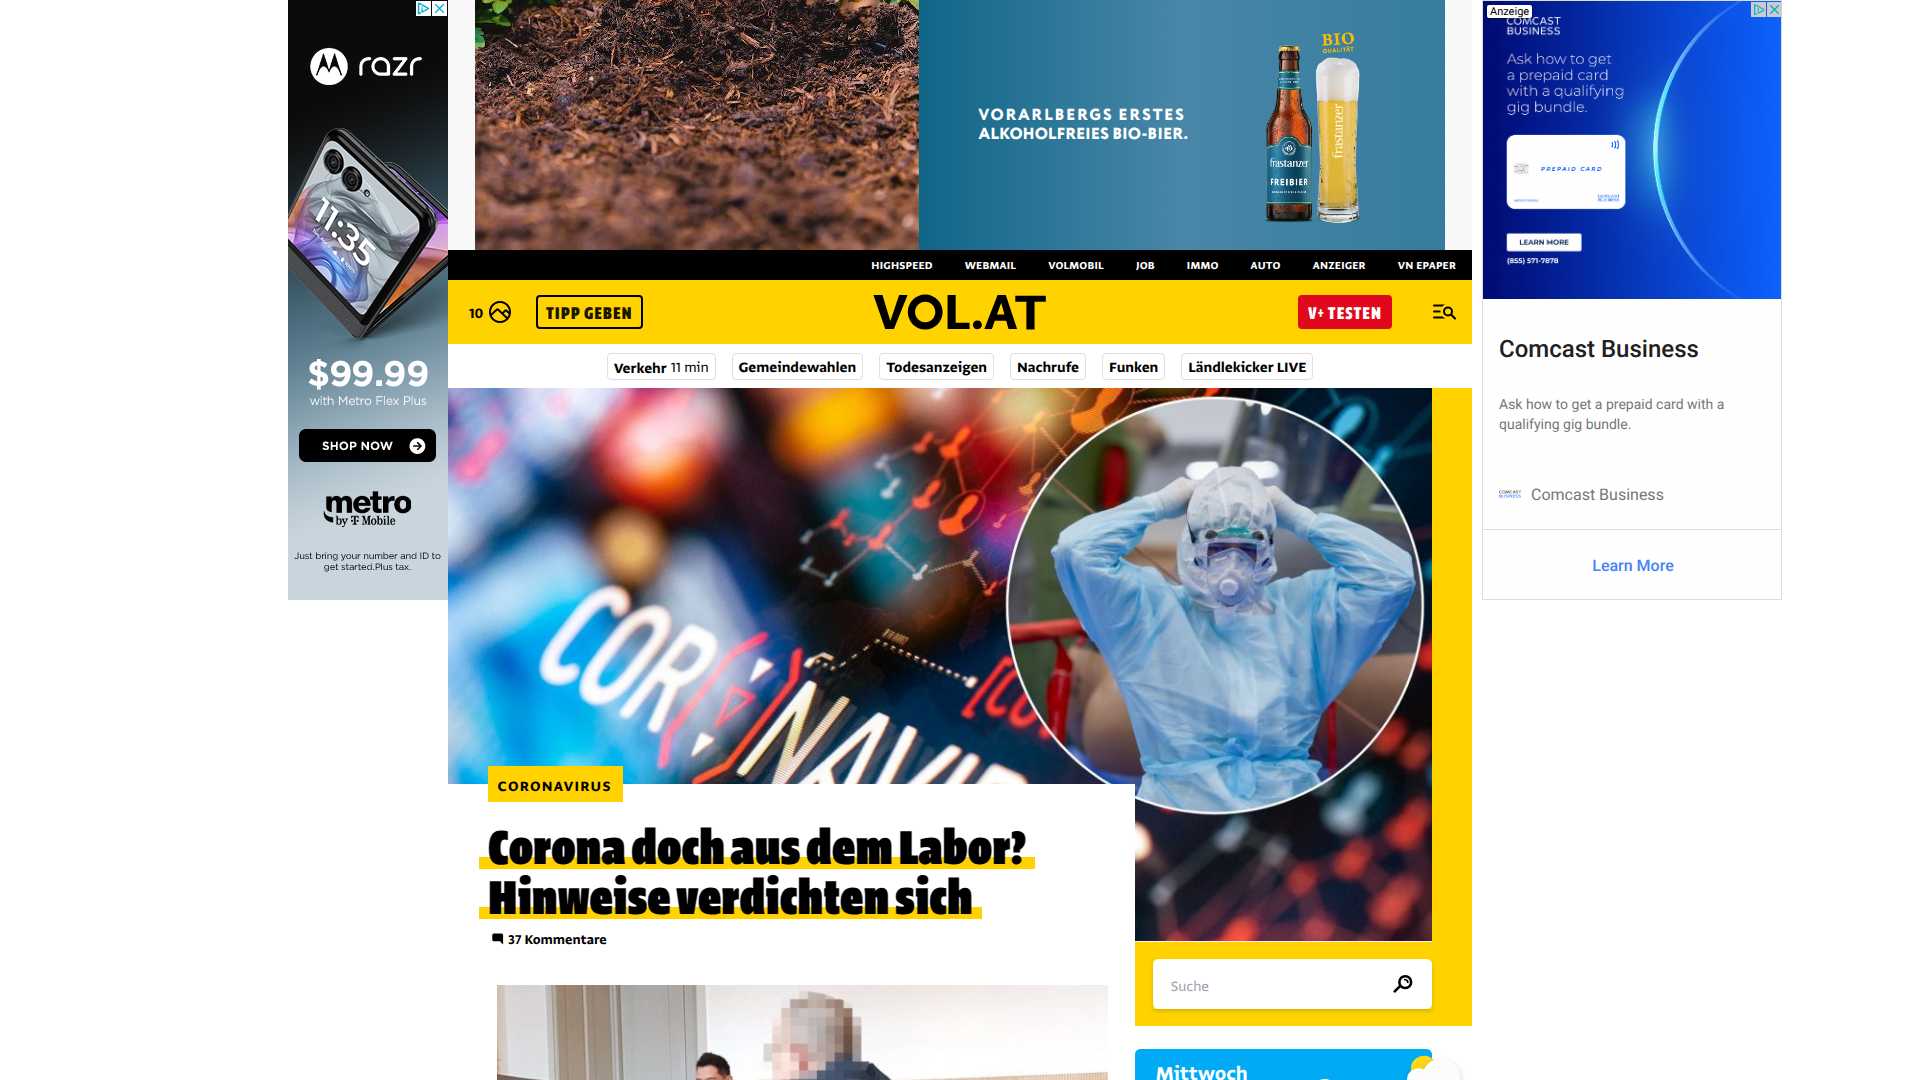 razr
11:35
$99.99
with Metro Flex Plus
SHOP NOW
metro
by T Mobile
Just bring your number and ID to
get started.Plus tax.
VORARLBERGS ERSTES
ALKOHOLFREIES BIO-BIER.
BIO
QUALITÄT
frastanzer
FREIBIER
frastanzer
Anzeige
COMCAST
BUSINESS
Ask how to get
a prepaid card
with a qualifying
gig bundle.
PREPAID CARD
LEARN MORE
(855) 571-7878
Comcast Business
Ask how to get a prepaid card with a
qualifying gig bundle.
COMCAST
BUSINESS
Comcast Business
Learn More
HIGHSPEED WEBMAIL VOLMOBIL JOB IMMO AUTO ANZEIGER VN EPAPER
10 TIPP GEBEN VOL.AT V+ TESTEN
Verkehr 11 min Gemeindewahlen Todesanzeigen Nachrufe Funken Ländlekicker LIVE
CORONAVIRUS
Corona doch aus dem Labor?
Hinweise verdichten sich
37 Kommentare
Suche
Mittwoch